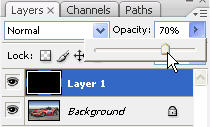 Layers × Channels Paths
Normal Opacity: 70%
Lock:
Layer 1
Background